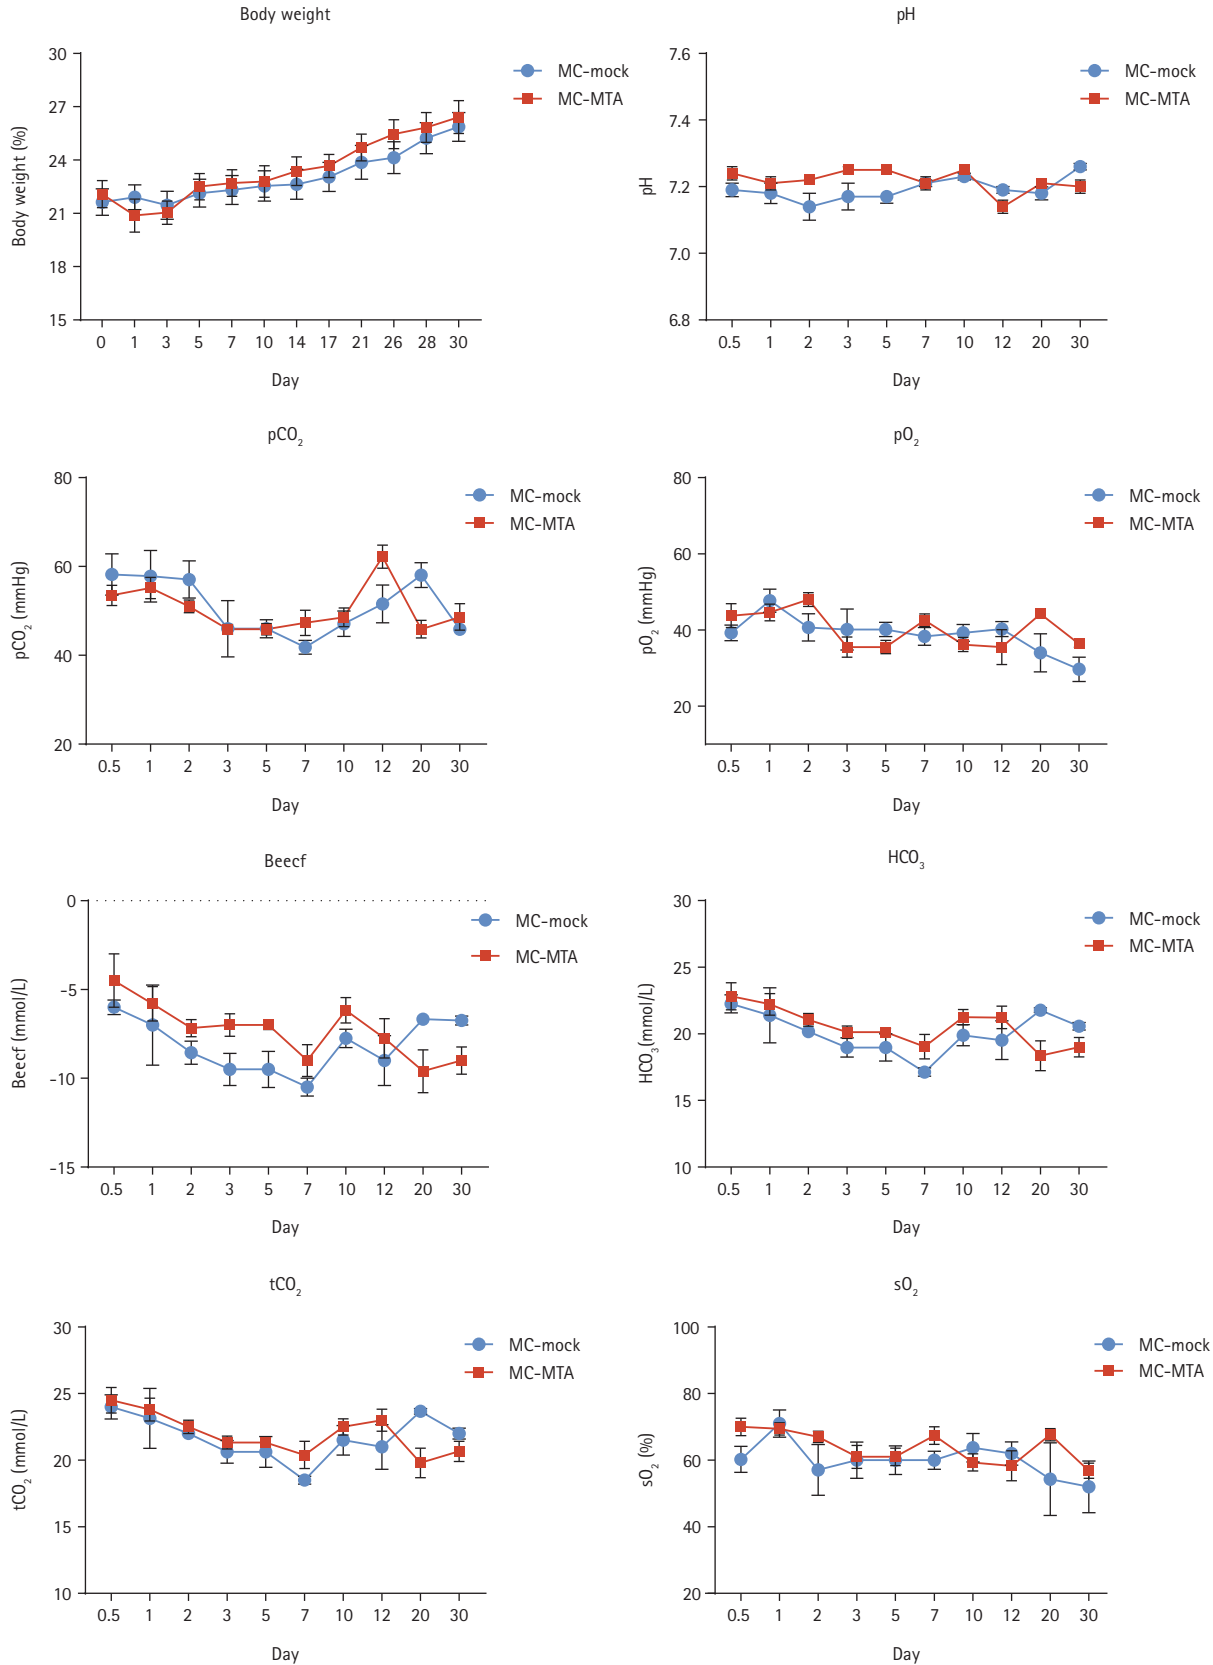 Body weight
30
27
24
21
18
15
Body weight (%)
0 1 3 5 7 10 14 17 21 26 28 30
Day
MC-mock
MC-MTA
pH
7.6
7.4
7.2
7.0
6.8
pH
0.5 1 2 3 5 7 10 12 20 30
Day
MC-mock
MC-MTA
pCO2
80
60
40
20
pCO2 (mmHg)
0.5 1 2 3 5 7 10 12 20 30
Day
MC-mock
MC-MTA
pO2
80
60
40
20
pO2 (mmHg)
0.5 1 2 3 5 7 10 12 20 30
Day
MC-mock
MC-MTA
Beecf
0
-5
-10
-15
Beecf (mmol/L)
0.5 1 2 3 5 7 10 12 20 30
Day
MC-mock
MC-MTA
HCO3
30
25
20
15
10
HCO3(mmol/L)
0.5 1 2 3 5 7 10 12 20 30
Day
MC-mock
MC-MTA
tCO2
30
25
20
15
10
tCO2 (mmol/L)
0.5 1 2 3 5 7 10 12 20 30
Day
MC-mock
MC-MTA
sO2
100
80
60
40
20
sO2 (%)
0.5 1 2 3 5 7 10 12 20 30
Day
MC-mock
MC-MTA